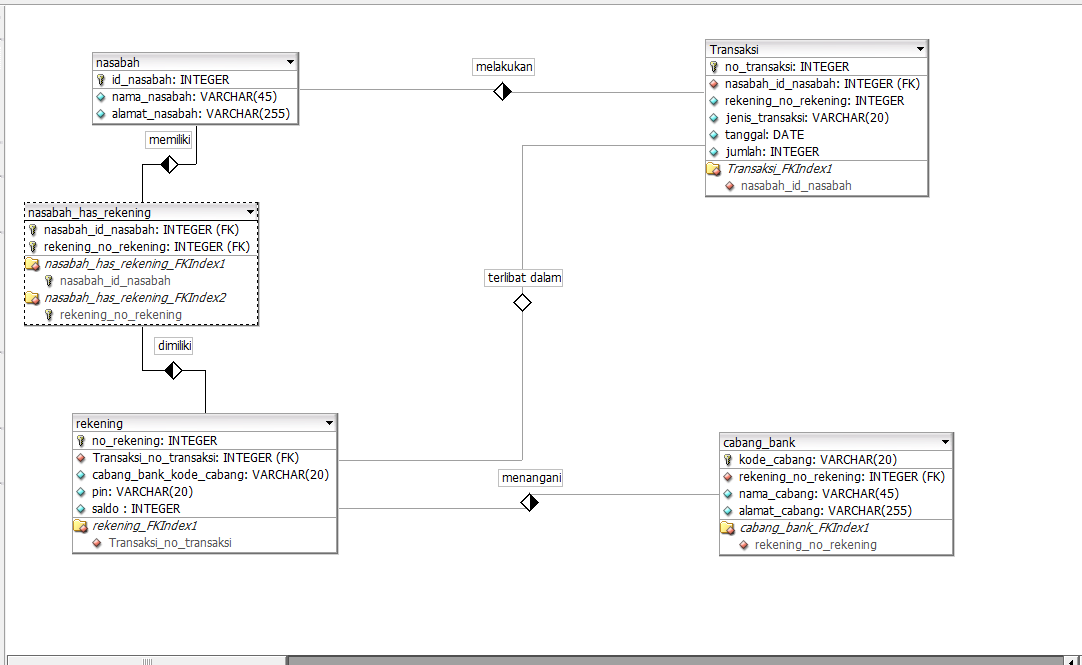 nasabah
id_nasabah: INTEGER
nama_nasabah: VARCHAR(45)
alamat_nasabah: VARCHAR(255)
melakukan
Transaksi
no_transaksi: INTEGER
nasabah_id_nasabah: INTEGER (FK)
rekening_no_rekening: INTEGER
jenis_transaksi: VARCHAR(20)
tanggal: DATE
jumlah: INTEGER
Transaksi_FKIndex1
nasabah_id_nasabah
memiliki
nasabah_has_rekening
nasabah_id_nasabah: INTEGER (FK)
rekening_no_rekening: INTEGER (FK)
nasabah_has_rekening_FKIndex1
nasabah_id_nasabah
nasabah_has_rekening_FKIndex2
rekening_no_rekening
terlibat dalam
dimiliki
rekening
no_rekening: INTEGER
Transaksi_no_transaksi: INTEGER (FK)
cabang_bank_kode_cabang: VARCHAR(20)
pin: VARCHAR(20)
saldo : INTEGER
rekening_FKIndex1
Transaksi_no_transaksi
menangani
cabang_bank
kode_cabang: VARCHAR(20)
rekening_no_rekening: INTEGER (FK)
nama_cabang: VARCHAR(45)
alamat_cabang: VARCHAR(255)
cabang_bank_FKIndex1
rekening_no_rekening